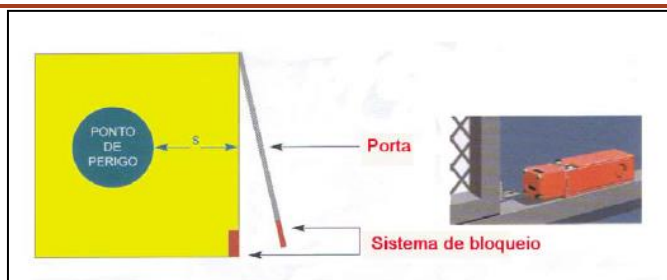 PONTO
DE
PERIGO
S
Porta
Sistema de bloqueio